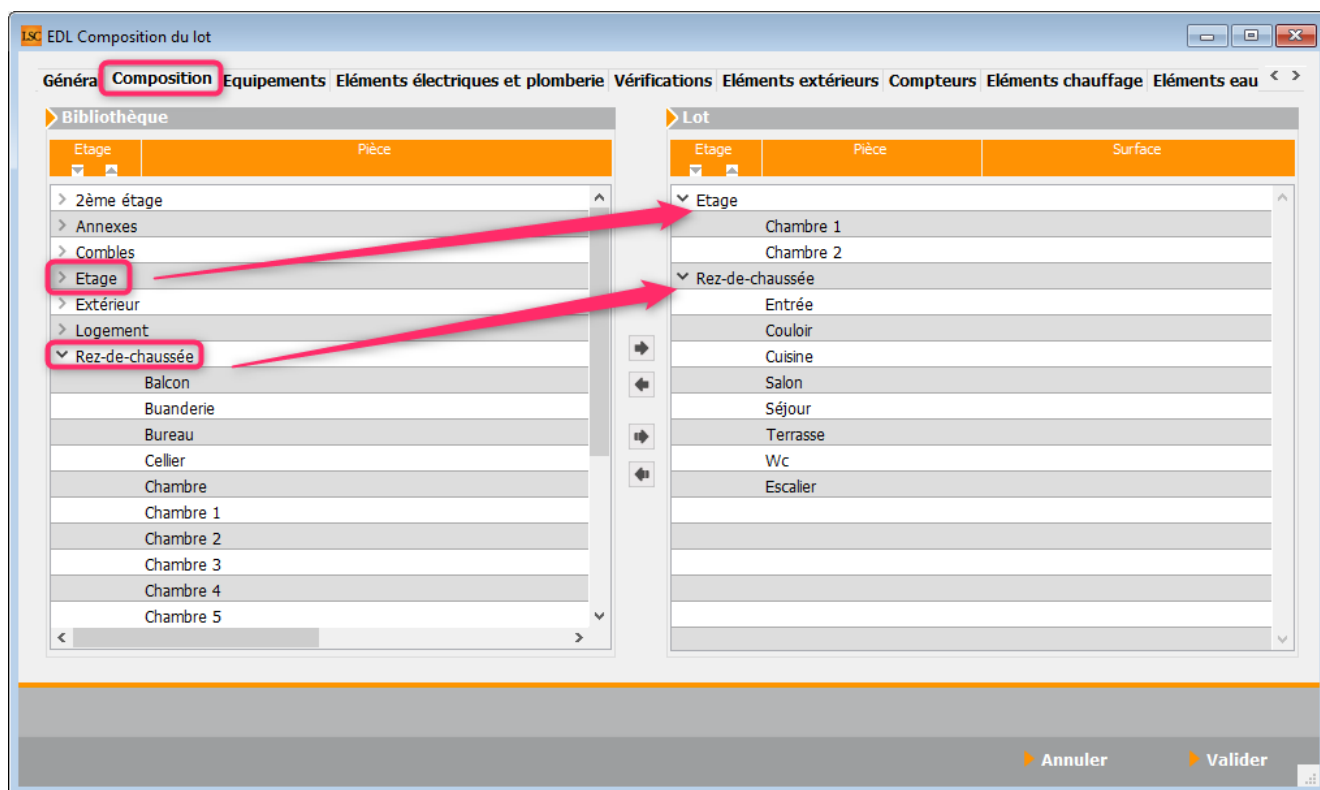 LSC EDL Composition du lot
Généra Composition Equipements Eléments électriques et plomberie Vérifications Eléments extérieurs Compteurs Eléments chauffage Eléments eau
Bibliothèque
Etage Pièce
2ème étage
Annexes
Combles
Etage
Extérieur
Logement
Rez-de-chaussée
Balcon
Buanderie
Bureau
Cellier
Chambre
Chambre 1
Chambre 2
Chambre 3
Chambre 4
Chambre 5
Lot
Etage Pièce Surface
Etage
Chambre 1
Chambre 2
Rez-de-chaussée
Entrée
Couloir
Cuisine
Salon
Séjour
Terrasse
Wc
Escalier
Annuler Valider